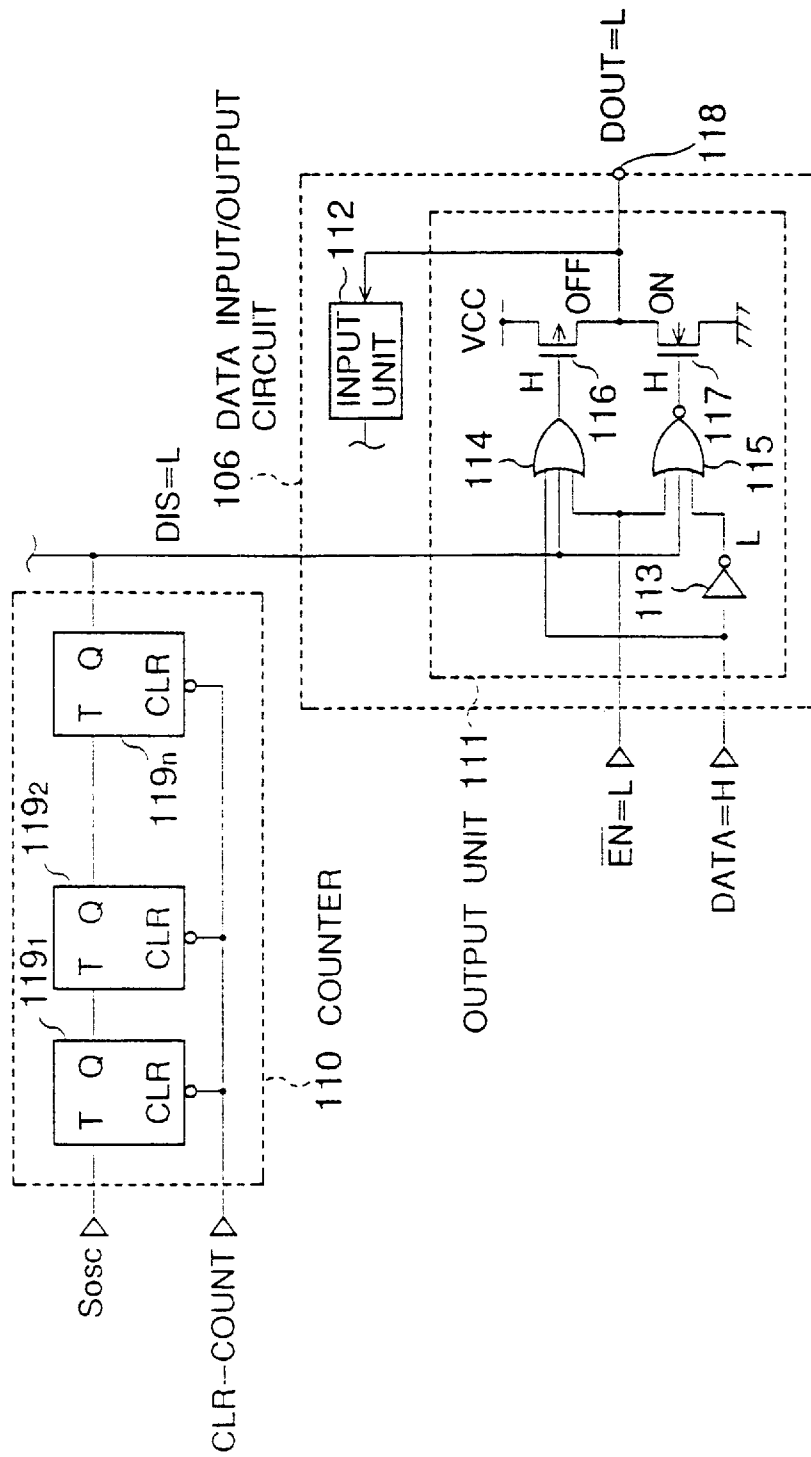 Sosc
CLR-COUNT
119₁
T Q
CLR
119₂
T Q
CLR
T Q
CLR
119n
110 COUNTER
DIS=L
106 DATA INPUT/OUTPUT
CIRCUIT
INPUT
UNIT
112
VCC
H
OFF
116
114
H
ON
117
115
113
L
DOUT=L
118
OUTPUT UNIT 111
E̅N̅=L
DATA=H